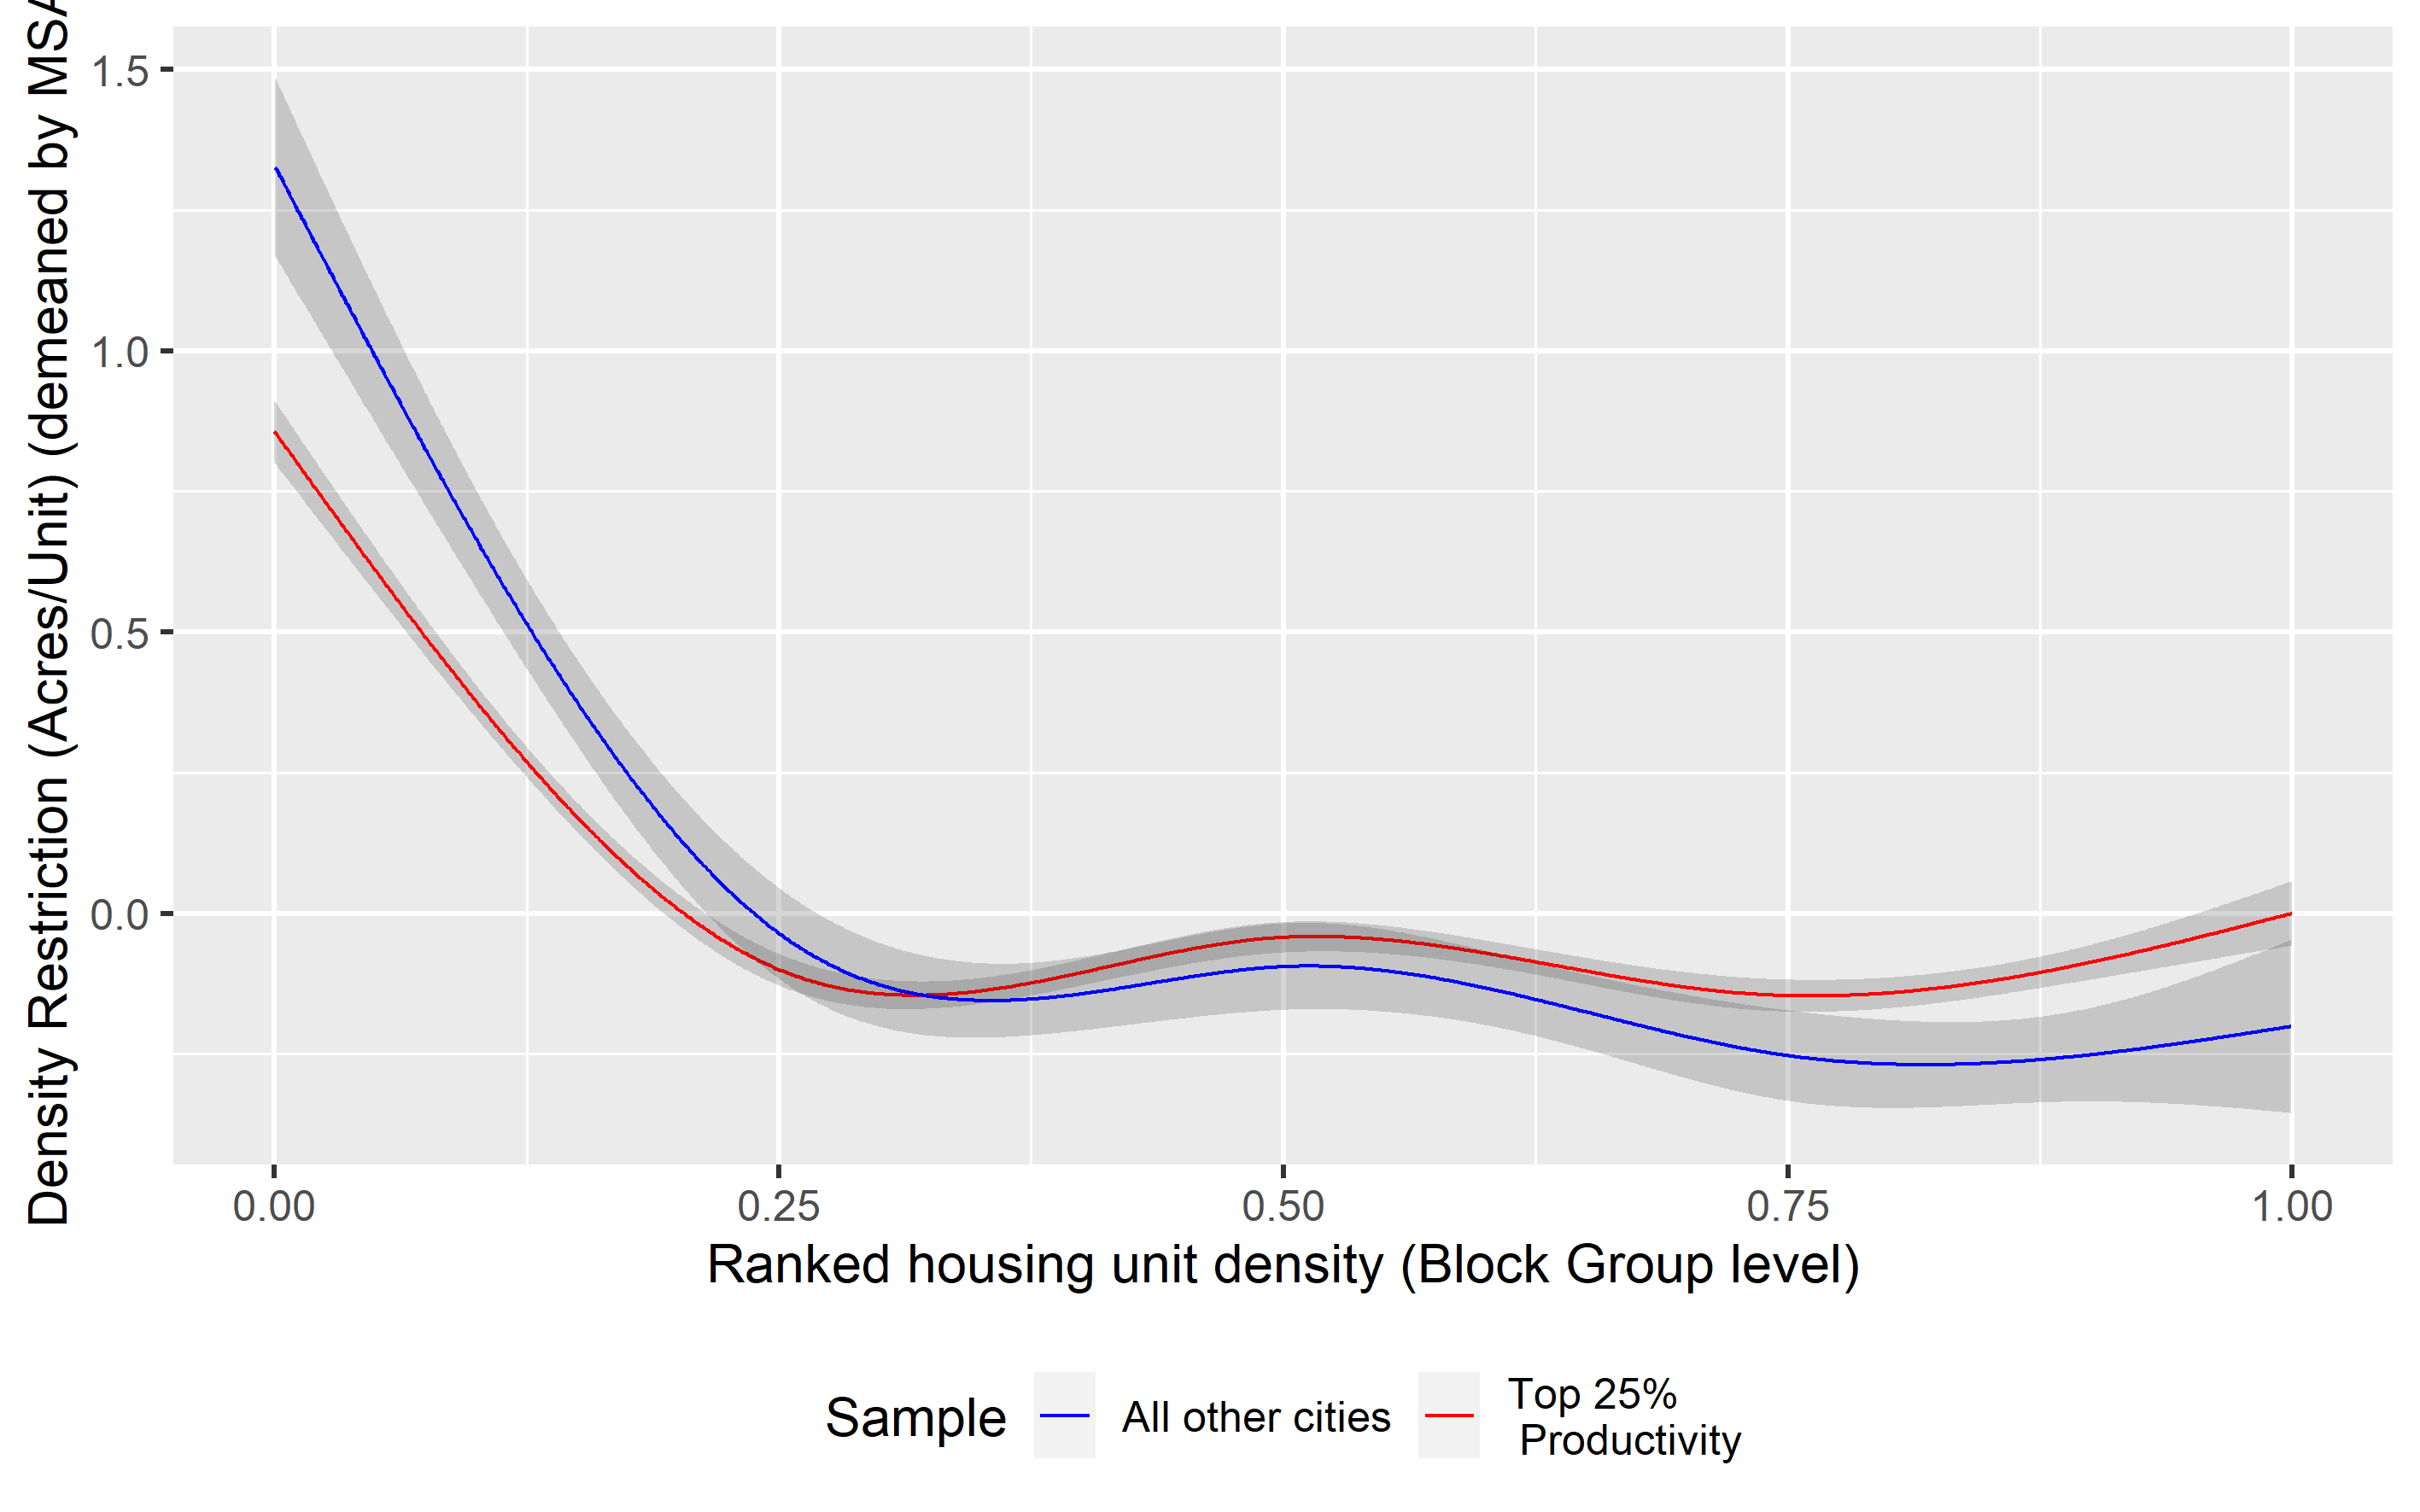 Density Restriction (Acres/Unit) (demeaned by MSA
1.5
1.0
0.5
0.0
0.00 0.25 0.50 0.75 1.00
Ranked housing unit density (Block Group level)
Sample All other cities Top 25%
Productivity